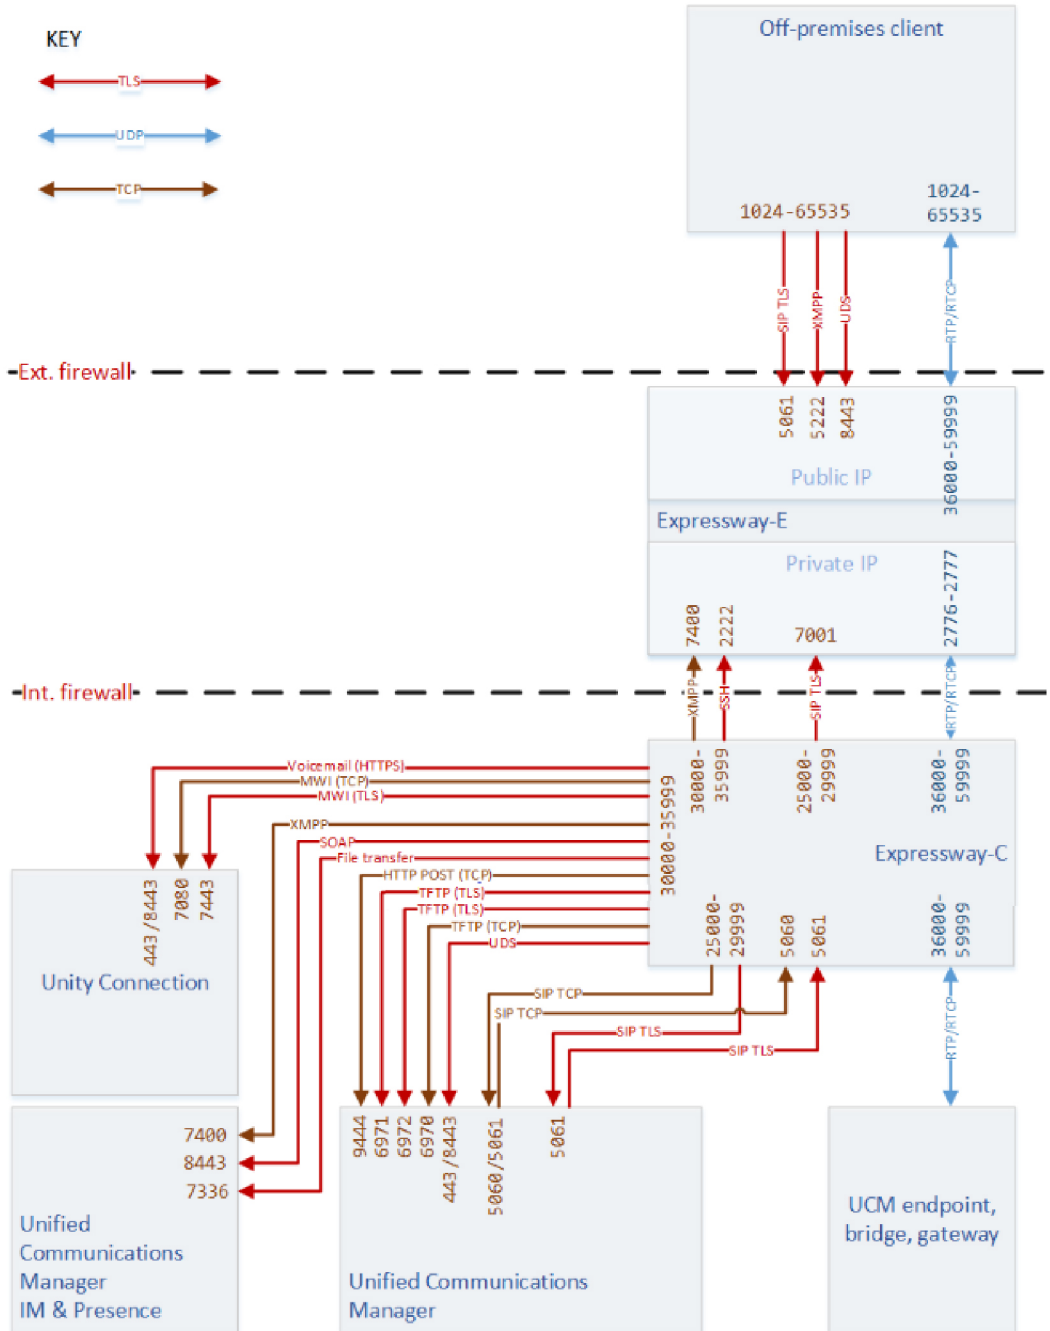 KEY
TLS
UDP
TCP
Off-premises client
1024-65535
1024-
65535
SIP TLS
XMPP
UDS
RTP/RTCP
Ext. firewall
5061
5222
8443
36000-59999
Public IP
Expressway-E
Private IP
7400
2222
7001
2776-2777
Int. firewall
XMPP
SSH
SIP TLS
RTP/RTCP
30000-
35999
25000-
29999
36000-
59999
30000-35999
Expressway-C
Voicemail (HTTPS)
MWI (TCP)
MWI (TLS)
XMPP
SOAP
File transfer
HTTP POST (TCP)
TFTP (TLS)
TFTP (TLS)
TFTP (TCP)
UDS
25000-
29999
5060
5061
36000-
59999
443/8443
7080
7443
Unity Connection
SIP TCP
SIP TCP
SIP TLS
SIP TLS
RTP/RTCP
7400
8443
7336
Unified
Communications
Manager
IM & Presence
9444
6971
6972
6970
443/8443
5060/5061
5061
Unified Communications
Manager
UCM endpoint,
bridge, gateway